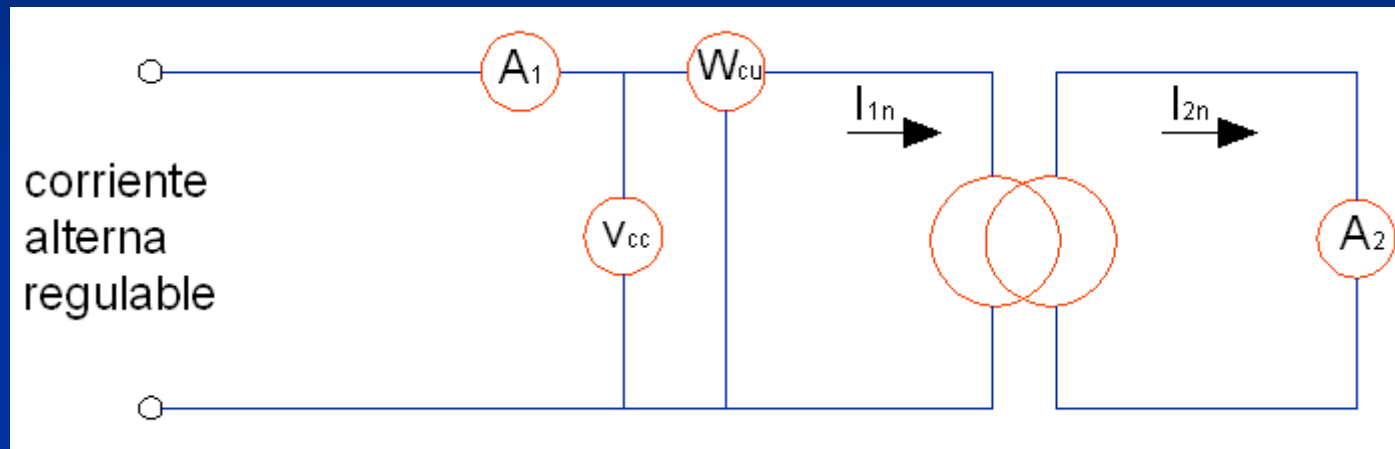 A1
Wcu
I1n
I2n
corriente
alterna
regulable
Vcc
A2